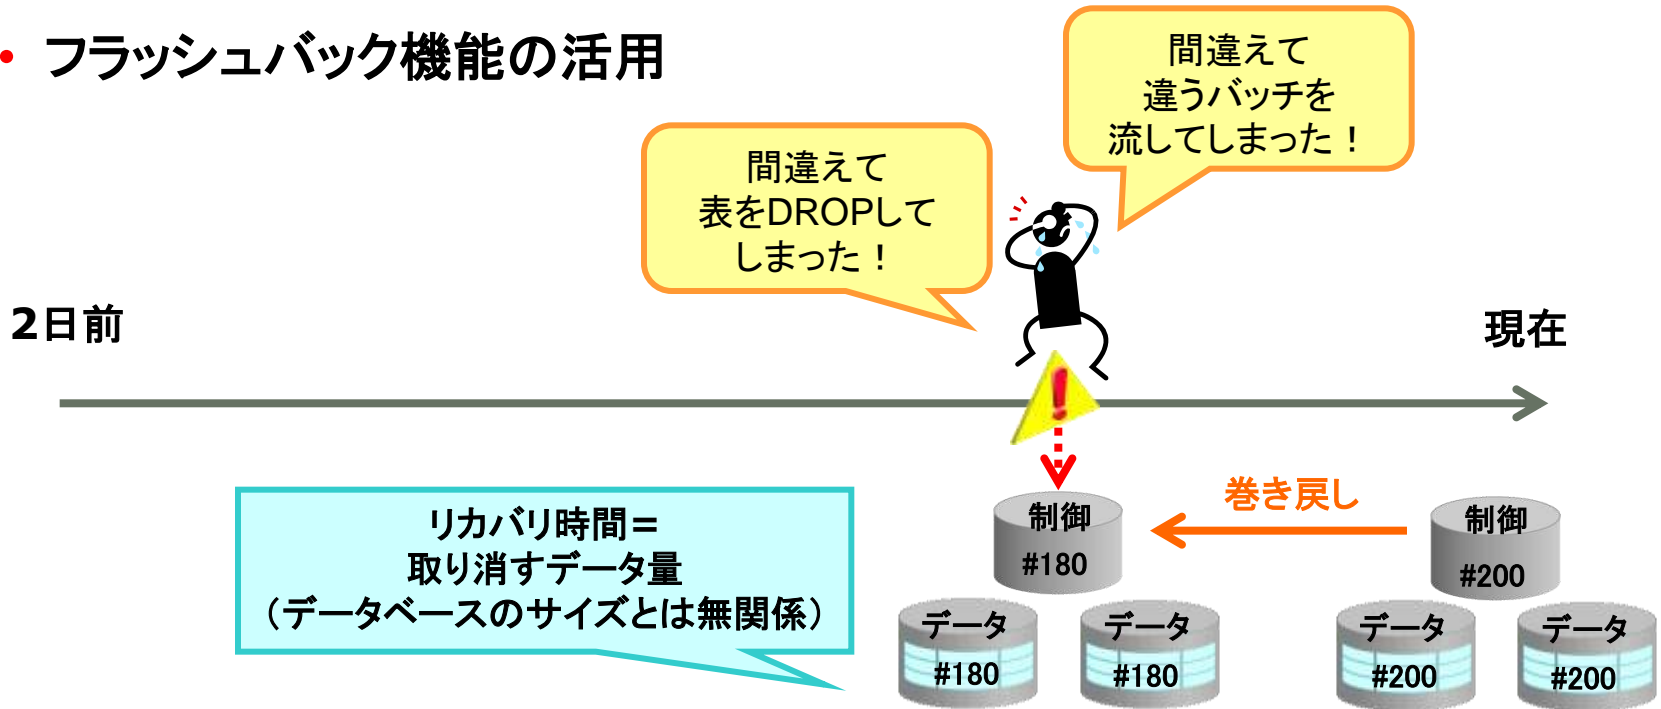 • フラッシュバック機能の活用
間違えて
違うバッチを
流してしまった！
間違えて
表をDROPして
しまった！
2日前
現在
リカバリ時間＝
取り消すデータ量
（データベースのサイズとは無関係）
巻き戻し
制御
#180
データ
#180
データ
#180
制御
#200
データ
#200
データ
#200